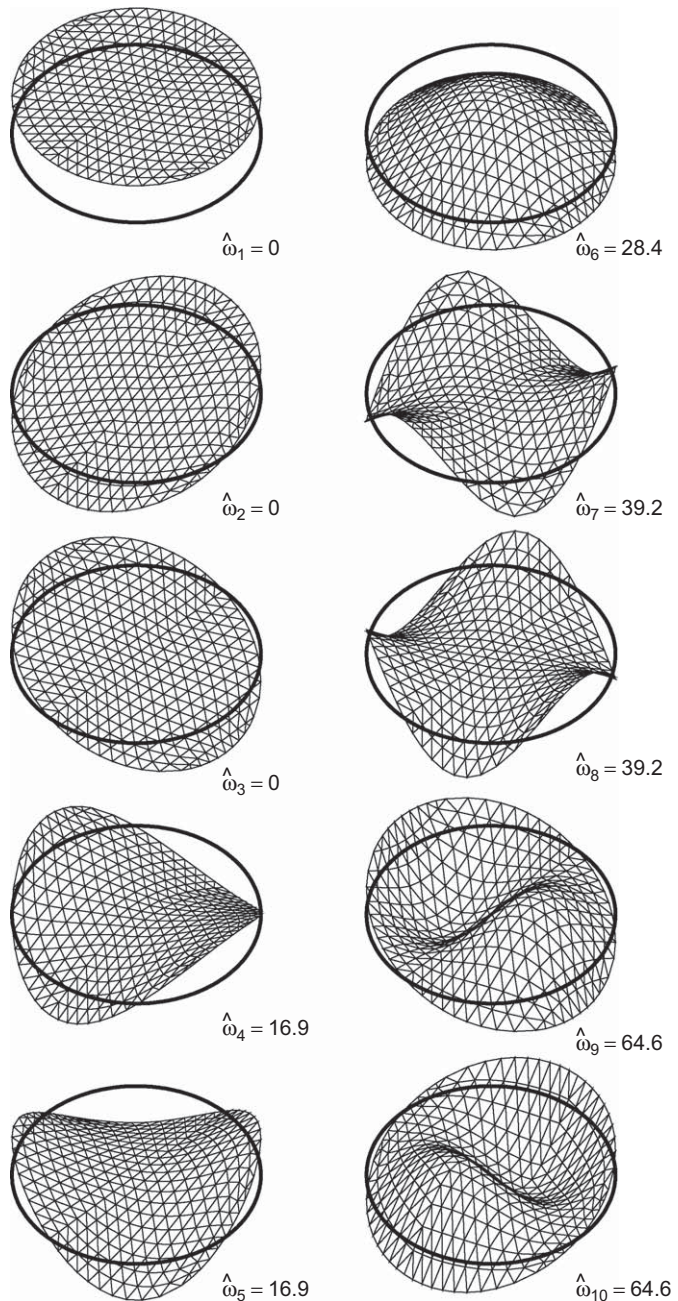 ω̂₁ = 0
ω̂₂ = 0
ω̂₃ = 0
ω̂₄ = 16.9
ω̂₅ = 16.9
ω̂₆ = 28.4
ω̂₇ = 39.2
ω̂₈ = 39.2
ω̂₉ = 64.6
ω̂₁₀ = 64.6